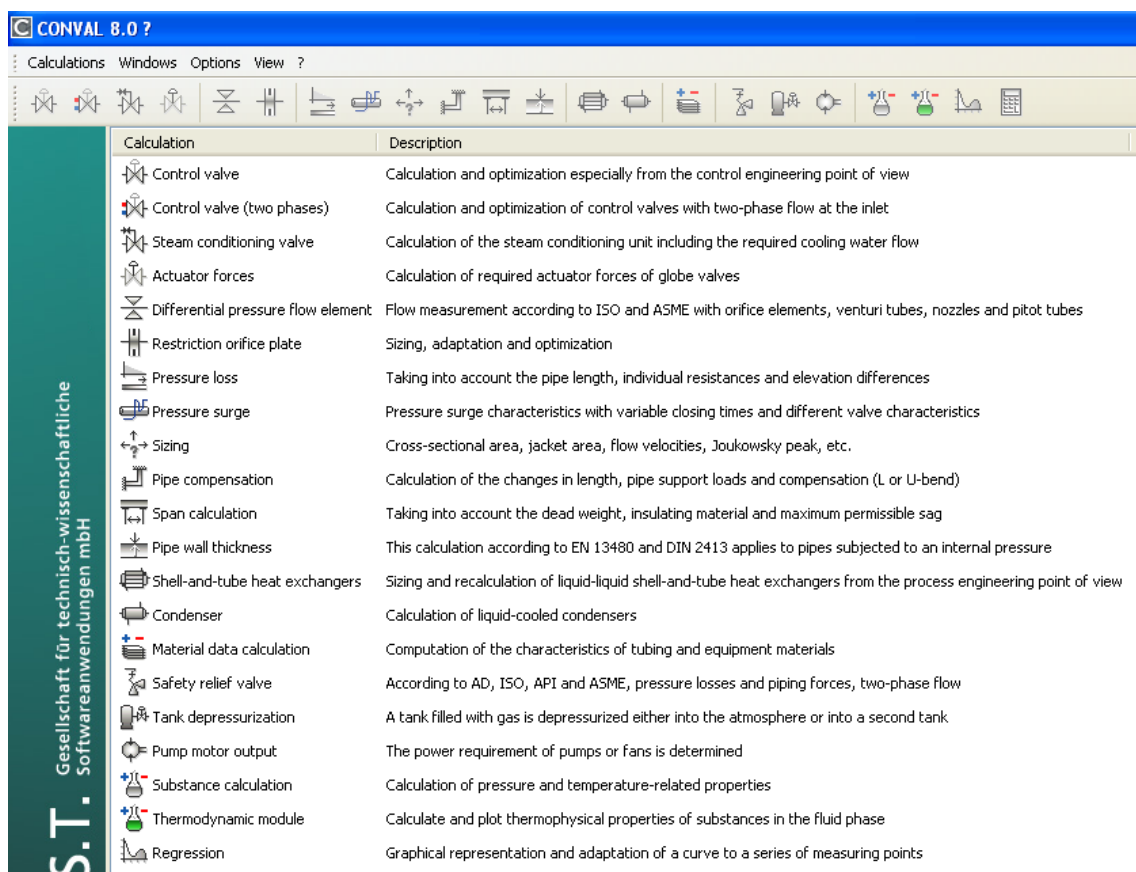 CONVAL 8.0 ?
Calculations Windows Options View ?
Calculation Description
Control valve Calculation and optimization especially from the control engineering point of view
Control valve (two phases) Calculation and optimization of control valves with two-phase flow at the inlet
Steam conditioning valve Calculation of the steam conditioning unit including the required cooling water flow
Actuator forces Calculation of required actuator forces of globe valves
Differential pressure flow element Flow measurement according to ISO and ASME with orifice elements, venturi tubes, nozzles and pitot tubes
Restriction orifice plate Sizing, adaptation and optimization
Pressure loss Taking into account the pipe length, individual resistances and elevation differences
Pressure surge Pressure surge characteristics with variable closing times and different valve characteristics
Sizing Cross-sectional area, jacket area, flow velocities, Joukowsky peak, etc.
Pipe compensation Calculation of the changes in length, pipe support loads and compensation (L or U-bend)
Span calculation Taking into account the dead weight, insulating material and maximum permissible sag
Pipe wall thickness This calculation according to EN 13480 and DIN 2413 applies to pipes subjected to an internal pressure
Shell-and-tube heat exchangers Sizing and recalculation of liquid-liquid shell-and-tube heat exchangers from the process engineering point of view
Condenser Calculation of liquid-cooled condensers
Material data calculation Computation of the characteristics of tubing and equipment materials
Safety relief valve According to AD, ISO, API and ASME, pressure losses and piping forces, two-phase flow
Tank depressurization A tank filled with gas is depressurized either into the atmosphere or into a second tank
Pump motor output The power requirement of pumps or fans is determined
Substance calculation Calculation of pressure and temperature-related properties
Thermodynamic module Calculate and plot thermophysical properties of substances in the fluid phase
Regression Graphical representation and adaptation of a curve to a series of measuring points
S.T.
Gesellschaft für technisch-wissenschaftliche
Softwareanwendungen mbH